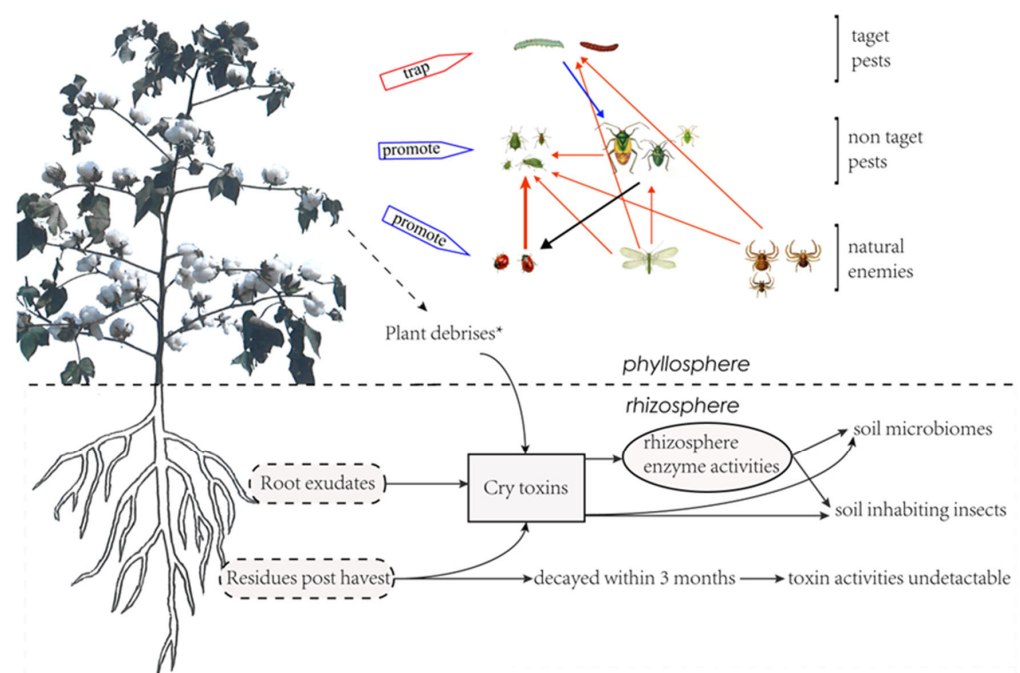 trap
taget
pests
promote
non taget
pests
promote
natural
enemies
Plant debrises*
phyllosphere
rhizosphere
rhizosphere
enzyme activities
soil microbiomes
Root exudates
Cry toxins
soil inhabiting insects
Residues post havest
decayed within 3 months
toxin activities undetactable